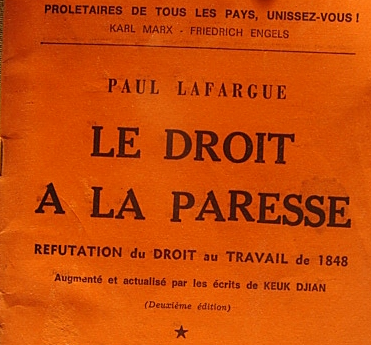 PROLETAIRES DE TOUS LES PAYS, UNISSEZ-VOUS !
KARL MARX - FRIEDRICH ENGELS
PAUL LAFARGUE
LE DROIT
A LA PARESSE
REFUTATION du DROIT au TRAVAIL de 1848
Augmenté et actualisé par les écrits de KEUK DJIAN
(Deuxième édition)